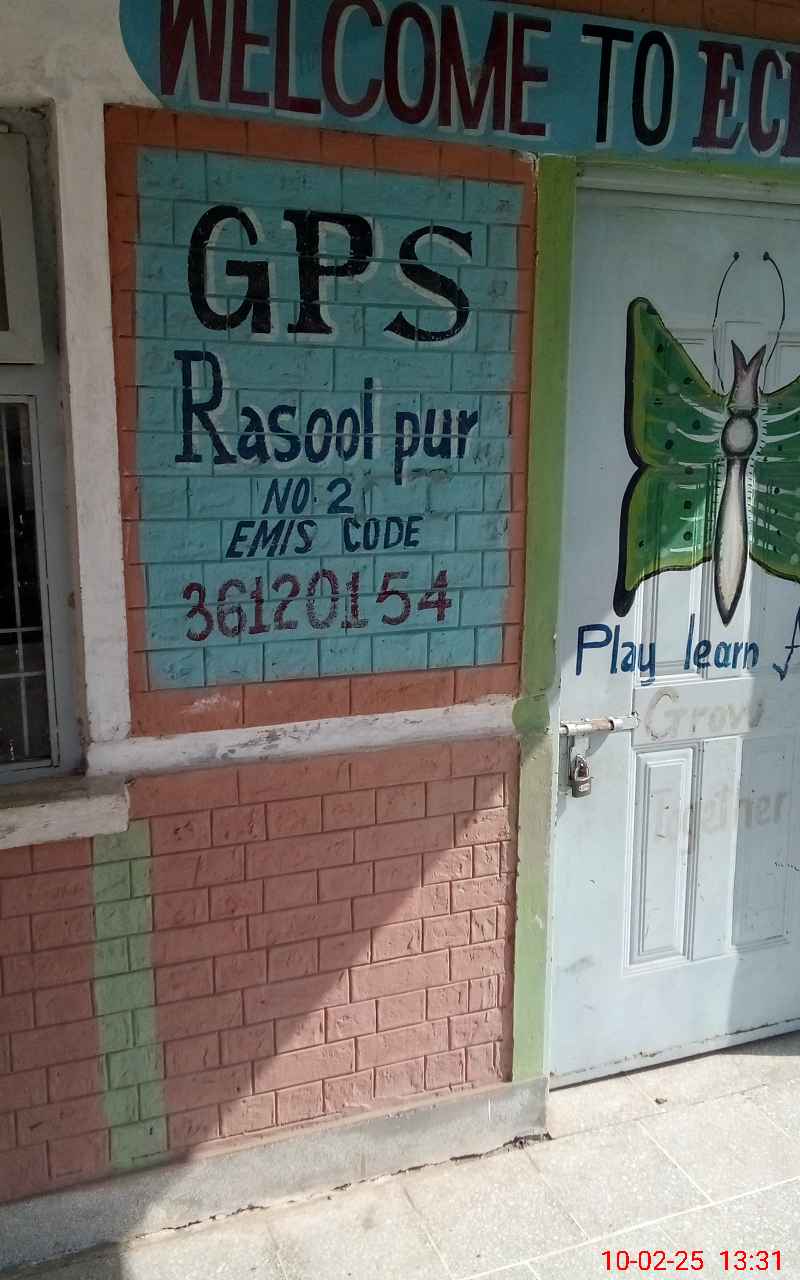 WELCOME TO
GPS
Rasool pur
NO. 2
EMIS CODE
36120154
Play learn
Grow
Together
10-02-25 13:31